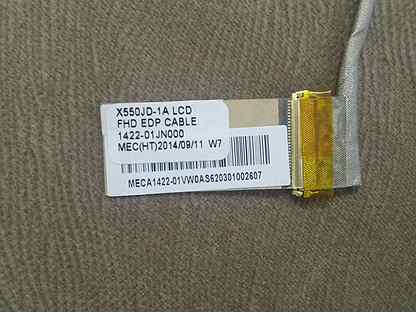 X550JD-1A LCD
FHD EDP CABLE
1422-01JN000
MEC(HT)2014/09/11 W7
MECA1422-01VW0AS620301002607